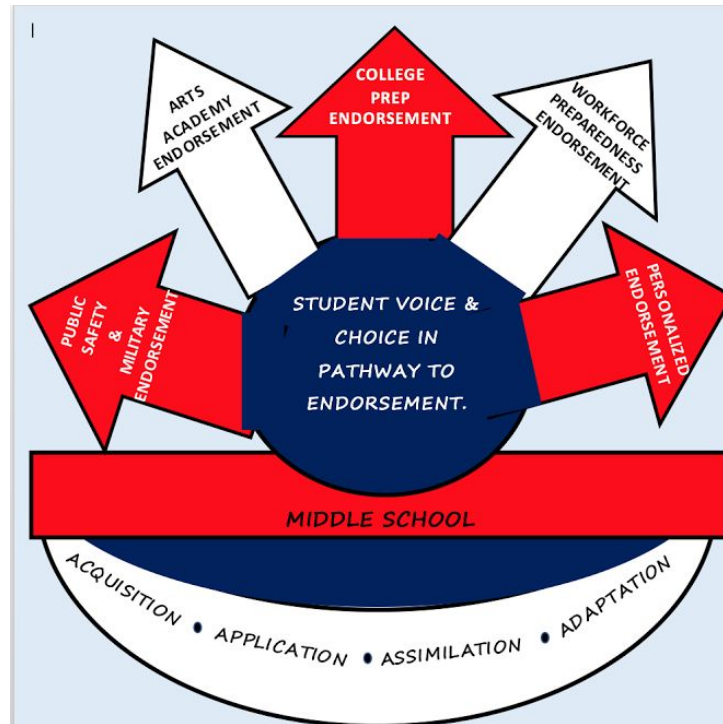 ARTS
ACADEMY
ENDORSEMENT
COLLEGE
PREP
ENDORSEMENT
WORKFORCE
PREPAREDNESS
ENDORSEMENT
PUBLIC
SAFETY
&
MILITARY
ENDORSEMENT
PERSONALIZED
ENDORSEMENT
STUDENT VOICE &
CHOICE IN
PATHWAY TO
ENDORSEMENT.
MIDDLE SCHOOL
ACQUISITION • APPLICATION • ASSIMILATION • ADAPTATION